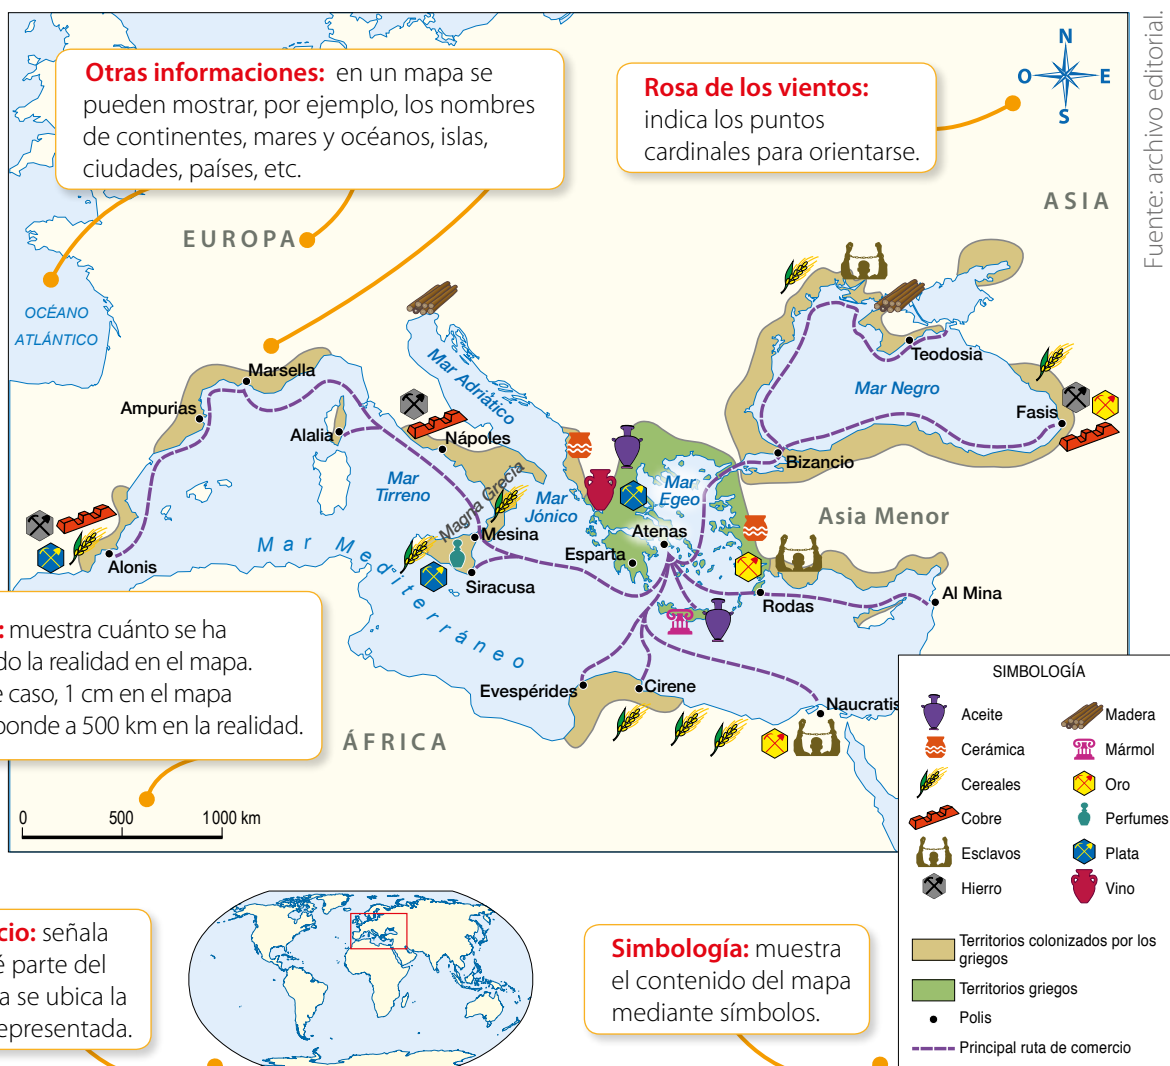 Otras informaciones: en un mapa se
pueden mostrar, por ejemplo, los nombres
de continentes, mares y océanos, islas,
ciudades, países, etc.
Rosa de los vientos:
indica los puntos
cardinales para orientarse.
N
O
E
S
Fuente: archivo editorial.
ASIA
EUROPA
OCÉANO
ATLÁNTICO
Marsella
Ampurias
Alalia
Mar Adriático
Nápoles
Mar
Tirreno
Magna Grecia
Mar
Jónico
Mesina
Siracusa
Alonis
Mar Mediterráneo
Teodosia
Mar Negro
Fasis
Bizancio
Mar
Egeo
Asia Menor
Atenas
Esparta
Rodas
Al Mina
Evespérides
Cirene
Naucratis
ÁFRICA
: muestra cuánto se ha
do la realidad en el mapa.
e caso, 1 cm en el mapa
ponde a 500 km en la realidad.
0 500 1000 km
SIMBOLOGÍA
Aceite
Cerámica
Cereales
Cobre
Esclavos
Hierro
Madera
Mármol
Oro
Perfumes
Plata
Vino
Territorios colonizados por los
griegos
Territorios griegos
Polis
Principal ruta de comercio
cio: señala
é parte del
a se ubica la
epresentada.
Simbología: muestra
el contenido del mapa
mediante símbolos.